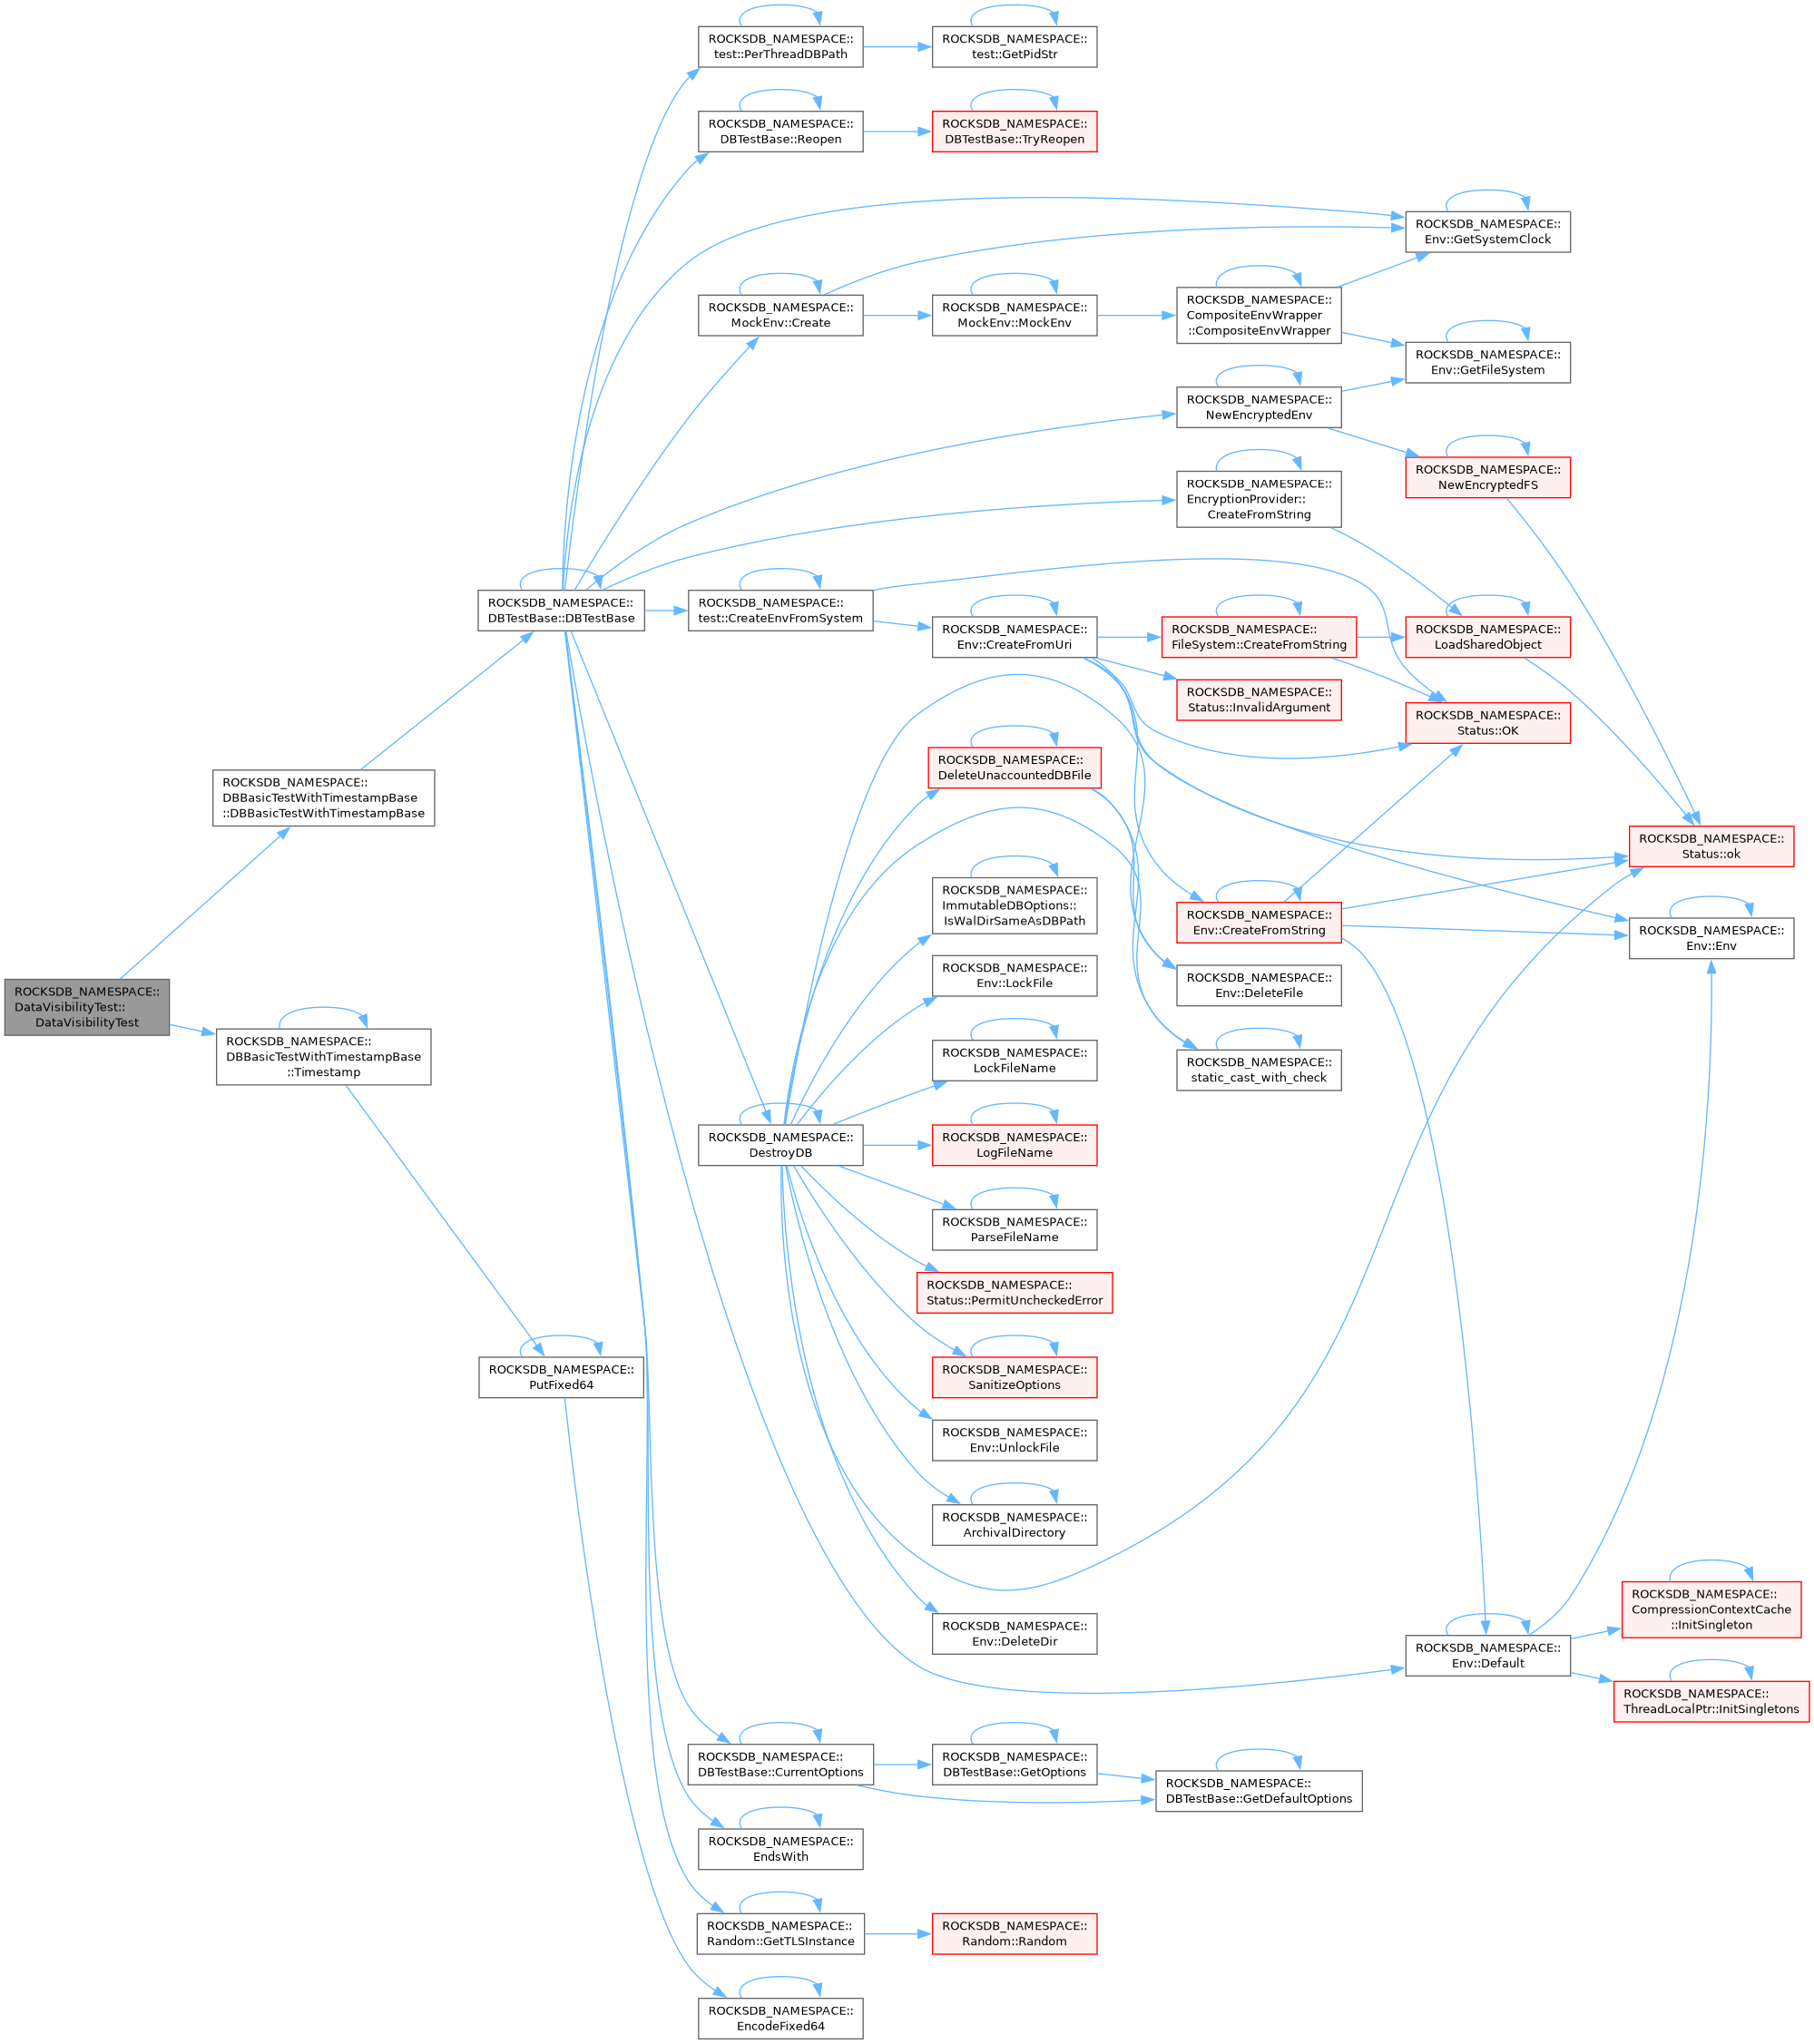 ROCKSDB_NAMESPACE::
DataVisibilityTest::
DataVisibilityTest
ROCKSDB_NAMESPACE::
DBBasicTestWithTimestampBase
::DBBasicTestWithTimestampBase
ROCKSDB_NAMESPACE::
DBBasicTestWithTimestampBase
::Timestamp
ROCKSDB_NAMESPACE::
DBTestBase::DBTestBase
ROCKSDB_NAMESPACE::
PutFixed64
ROCKSDB_NAMESPACE::
test::PerThreadDBPath
ROCKSDB_NAMESPACE::
test::GetPidStr
ROCKSDB_NAMESPACE::
DBTestBase::Reopen
ROCKSDB_NAMESPACE::
DBTestBase::TryReopen
ROCKSDB_NAMESPACE::
Env::GetSystemClock
ROCKSDB_NAMESPACE::
MockEnv::Create
ROCKSDB_NAMESPACE::
MockEnv::MockEnv
ROCKSDB_NAMESPACE::
CompositeEnvWrapper
::CompositeEnvWrapper
ROCKSDB_NAMESPACE::
Env::GetFileSystem
ROCKSDB_NAMESPACE::
NewEncryptedEnv
ROCKSDB_NAMESPACE::
NewEncryptedFS
ROCKSDB_NAMESPACE::
EncryptionProvider::
CreateFromString
ROCKSDB_NAMESPACE::
test::CreateEnvFromSystem
ROCKSDB_NAMESPACE::
Env::CreateFromUri
ROCKSDB_NAMESPACE::
FileSystem::CreateFromString
ROCKSDB_NAMESPACE::
LoadSharedObject
ROCKSDB_NAMESPACE::
Status::InvalidArgument
ROCKSDB_NAMESPACE::
Status::OK
ROCKSDB_NAMESPACE::
DeleteUnaccountedDBFile
ROCKSDB_NAMESPACE::
Status::ok
ROCKSDB_NAMESPACE::
ImmutableDBOptions::
IsWalDirSameAsDBPath
ROCKSDB_NAMESPACE::
Env::CreateFromString
ROCKSDB_NAMESPACE::
Env::Env
ROCKSDB_NAMESPACE::
Env::LockFile
ROCKSDB_NAMESPACE::
Env::DeleteFile
ROCKSDB_NAMESPACE::
LockFileName
ROCKSDB_NAMESPACE::
static_cast_with_check
ROCKSDB_NAMESPACE::
DestroyDB
ROCKSDB_NAMESPACE::
LogFileName
ROCKSDB_NAMESPACE::
ParseFileName
ROCKSDB_NAMESPACE::
Status::PermitUncheckedError
ROCKSDB_NAMESPACE::
SanitizeOptions
ROCKSDB_NAMESPACE::
Env::UnlockFile
ROCKSDB_NAMESPACE::
ArchivalDirectory
ROCKSDB_NAMESPACE::
Env::DeleteDir
ROCKSDB_NAMESPACE::
Env::Default
ROCKSDB_NAMESPACE::
CompressionContextCache
::InitSingleton
ROCKSDB_NAMESPACE::
ThreadLocalPtr::InitSingletons
ROCKSDB_NAMESPACE::
DBTestBase::CurrentOptions
ROCKSDB_NAMESPACE::
DBTestBase::GetOptions
ROCKSDB_NAMESPACE::
DBTestBase::GetDefaultOptions
ROCKSDB_NAMESPACE::
EndsWith
ROCKSDB_NAMESPACE::
Random::GetTLSInstance
ROCKSDB_NAMESPACE::
Random::Random
ROCKSDB_NAMESPACE::
EncodeFixed64